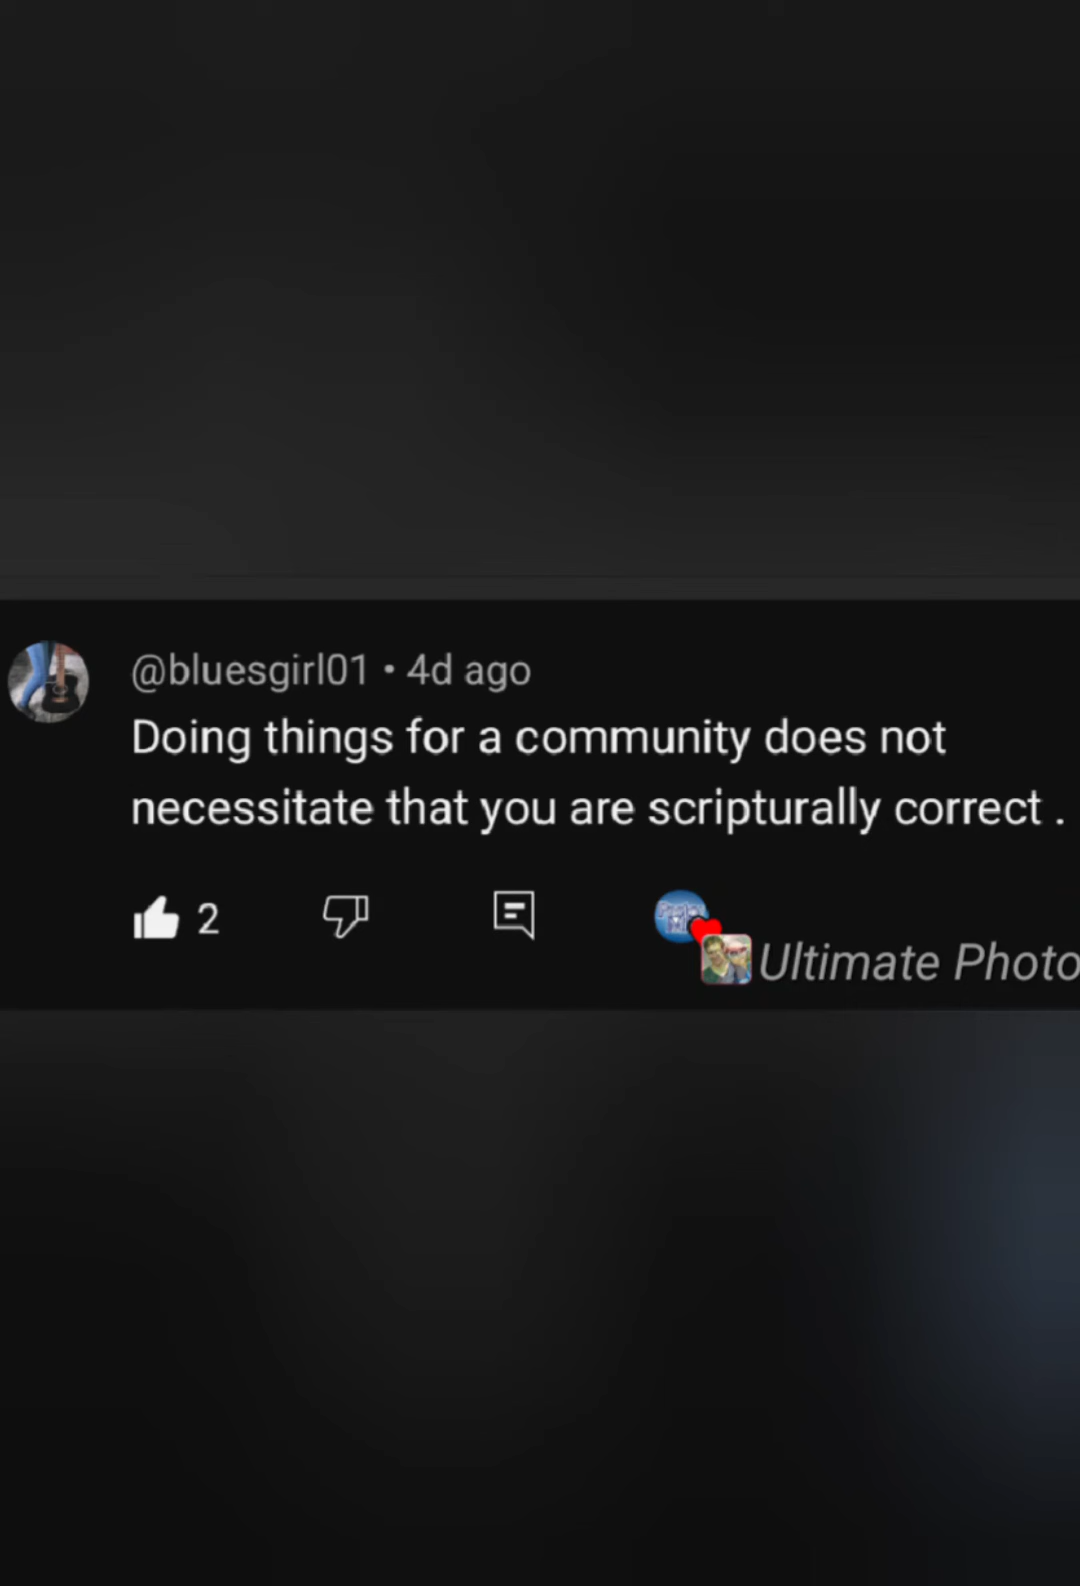 @bluesgirl01 • 4d ago
Doing things for a community does not
necessitate that you are scripturally correct .
2
Ultimate Photo